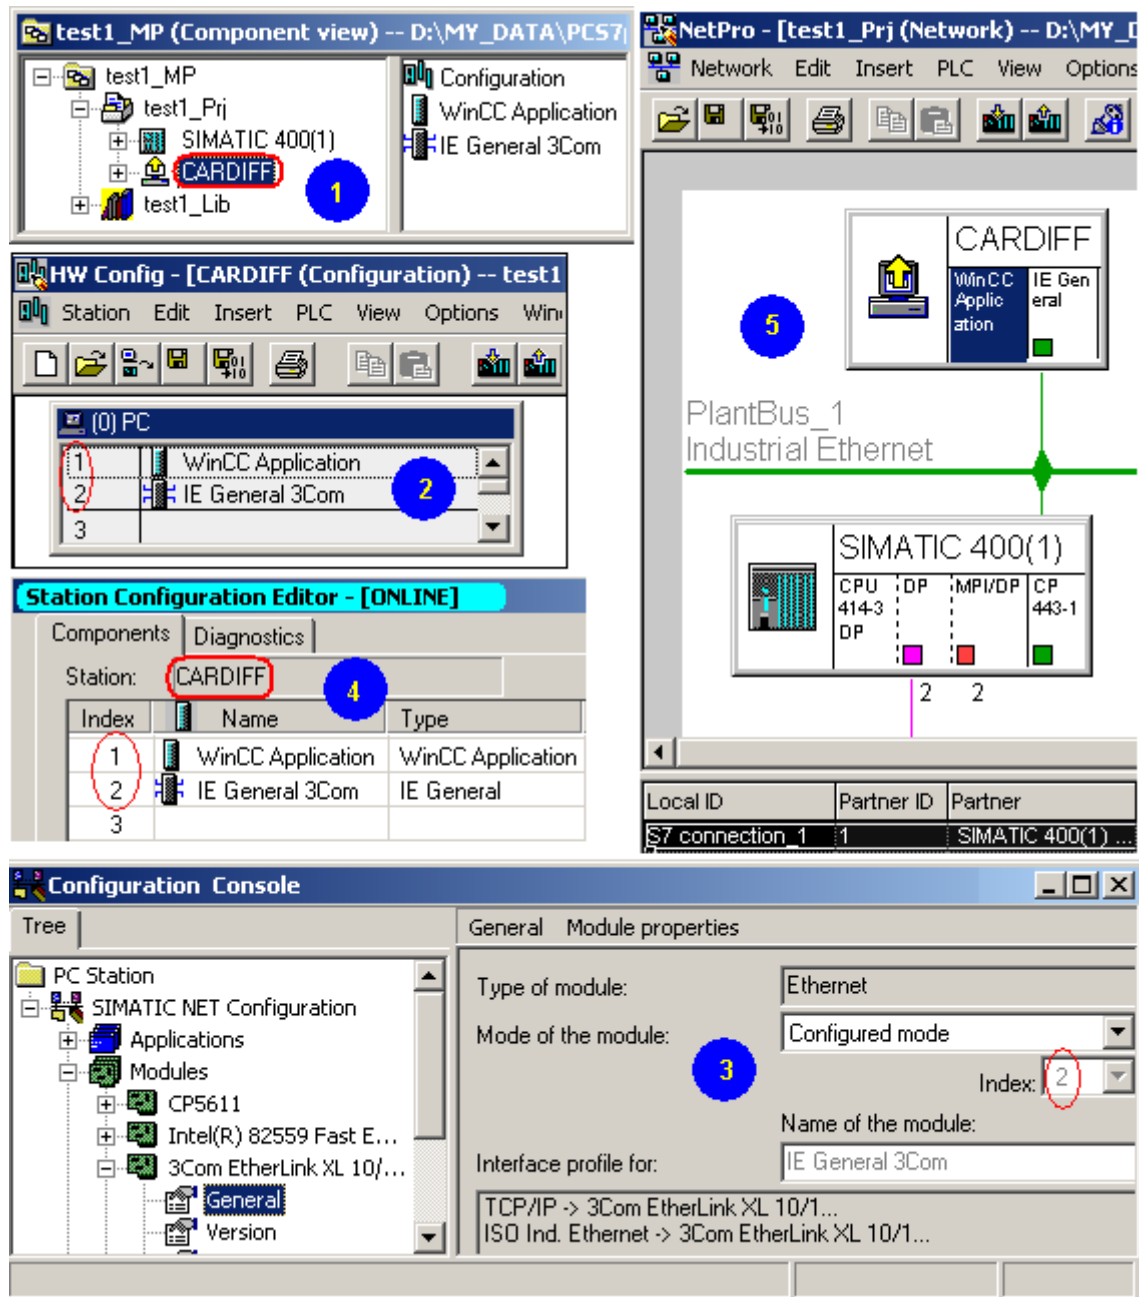 test1_MP (Component view) -- D:\MY_DATA\PCS7
test1_MP
test1_Prj
SIMATIC 400(1)
CARDIFF
test1_Lib
Configuration
WinCC Application
IE General 3Com
1
HW Config - [CARDIFF (Configuration) -- test1
Station Edit Insert PLC View Options Win
(0) PC
1 WinCC Application
2 IE General 3Com
3
2
Station Configuration Editor - [ONLINE]
Components Diagnostics
Station: CARDIFF
4
Index Name Type
1 WinCC Application WinCC Application
2 IE General 3Com IE General
3
NetPro - [test1_Prj (Network) -- D:\MY_D
Network Edit Insert PLC View Options
CARDIFF
WinCC
Applic
ation
IE Gen
eral
5
PlantBus_1
Industrial Ethernet
SIMATIC 400(1)
CPU
414-3
DP
DP
MPI/DP
CP
443-1
2 2
Local ID Partner ID Partner
S7 connection_1 1 SIMATIC 400(1) ...
Configuration Console
Tree
PC Station
SIMATIC NET Configuration
Applications
Modules
CP5611
Intel(R) 82559 Fast E...
3Com EtherLink XL 10/...
General
Version
General Module properties
Type of module: Ethernet
Mode of the module: Configured mode
3
Index: 2
Name of the module:
Interface profile for: IE General 3Com
TCP/IP -> 3Com EtherLink XL 10/1...
ISO Ind. Ethernet -> 3Com EtherLink XL 10/1...